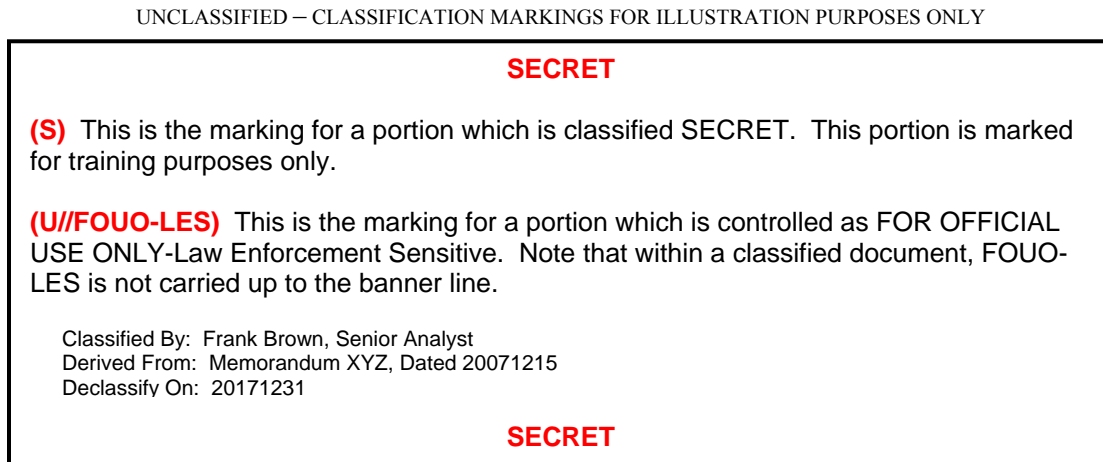 UNCLASSIFIED – CLASSIFICATION MARKINGS FOR ILLUSTRATION PURPOSES ONLY
SECRET
(S) This is the marking for a portion which is classified SECRET. This portion is marked
for training purposes only.
(U//FOUO-LES) This is the marking for a portion which is controlled as FOR OFFICIAL
USE ONLY-Law Enforcement Sensitive. Note that within a classified document, FOUO-
LES is not carried up to the banner line.
Classified By: Frank Brown, Senior Analyst
Derived From: Memorandum XYZ, Dated 20071215
Declassify On: 20171231
SECRET